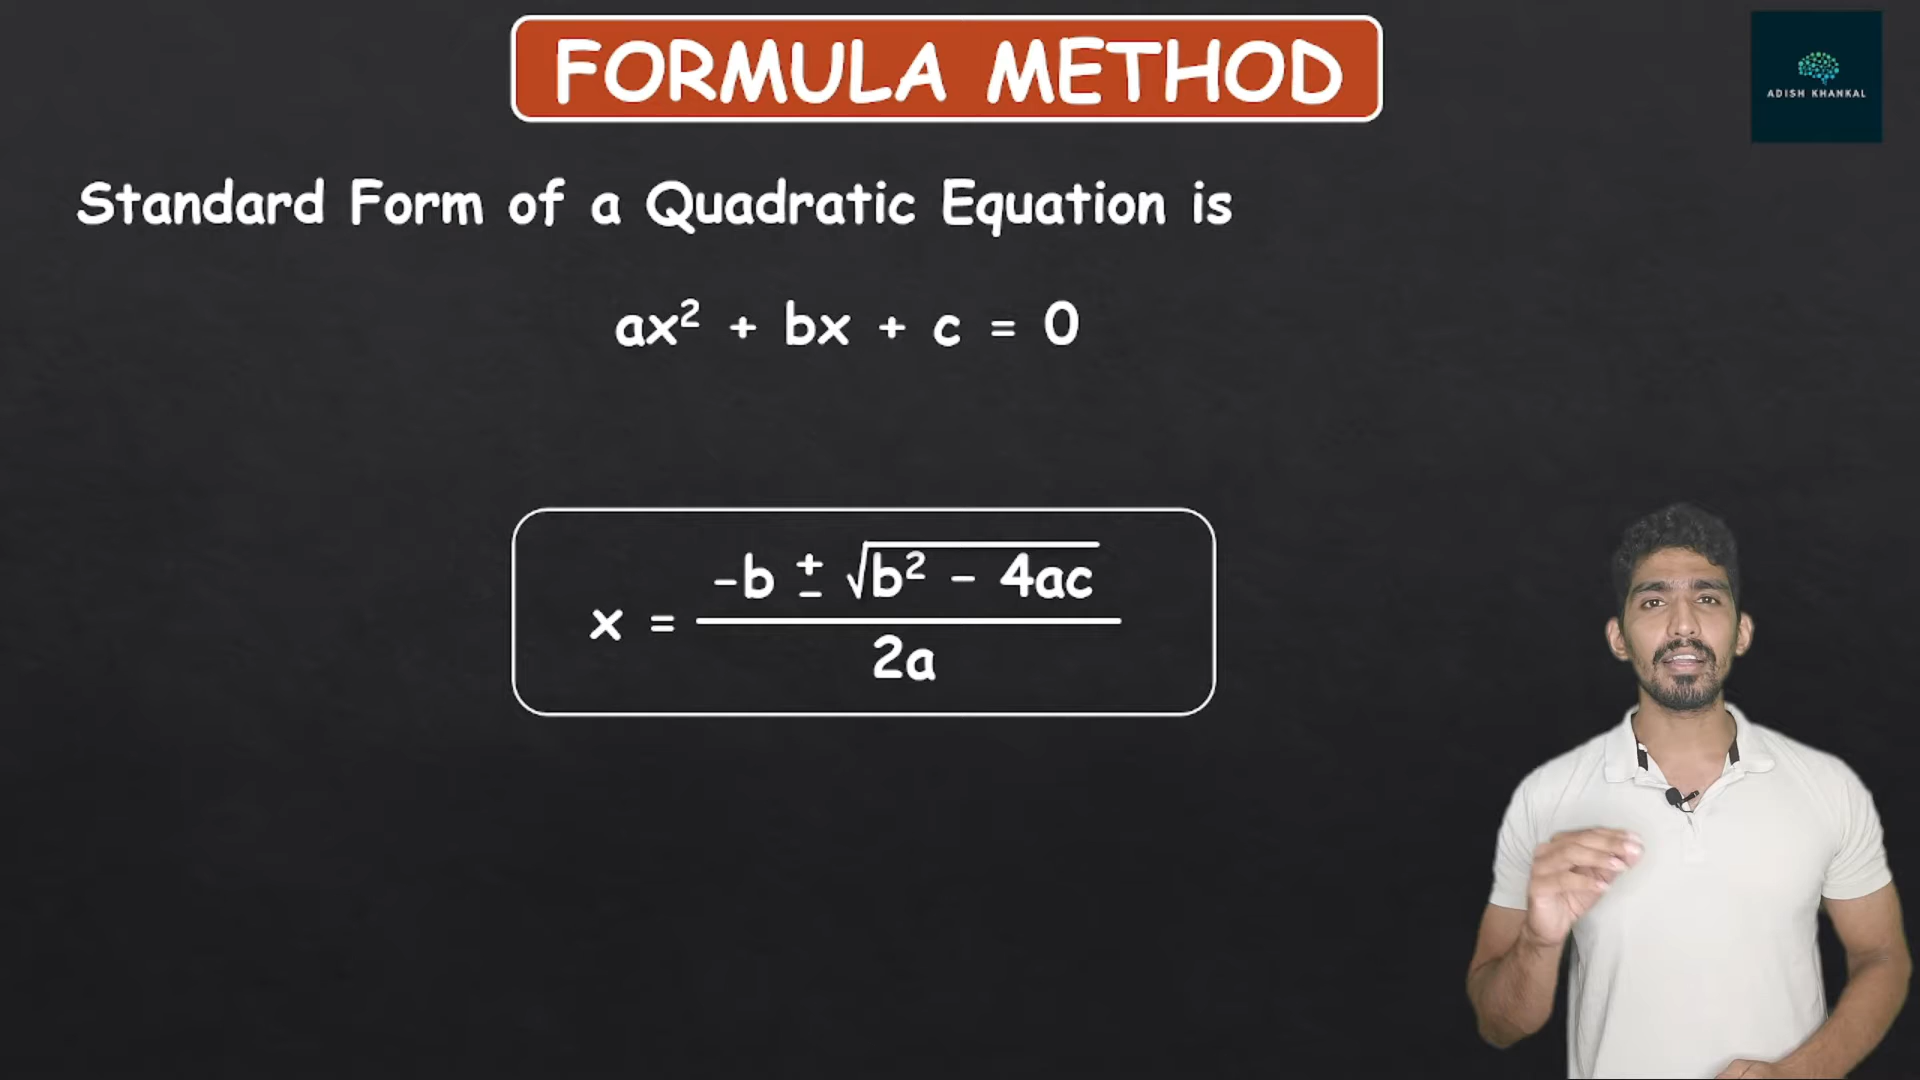 FORMULA METHOD
ADISH KHANKAL
Standard Form of a Quadratic Equation is
ax² + bx + c = 0
x = -b ± √b² - 4ac
2a